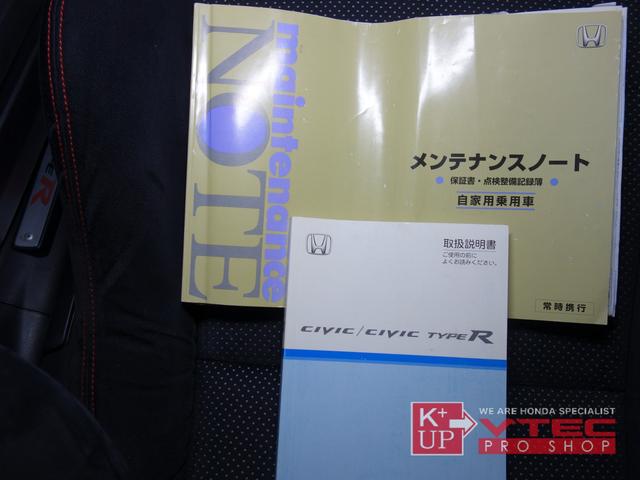 maintenance
NOTE
メンテナンスノート
保証書・点検整備記録簿
自家用乗用車
常時携行
取扱説明書
ご使用の前に
よくお読みください。
CIVIC/CIVIC TYPE R
R
K+
UP
WE ARE HONDA SPECIALIST
VTEC
PRO SHOP